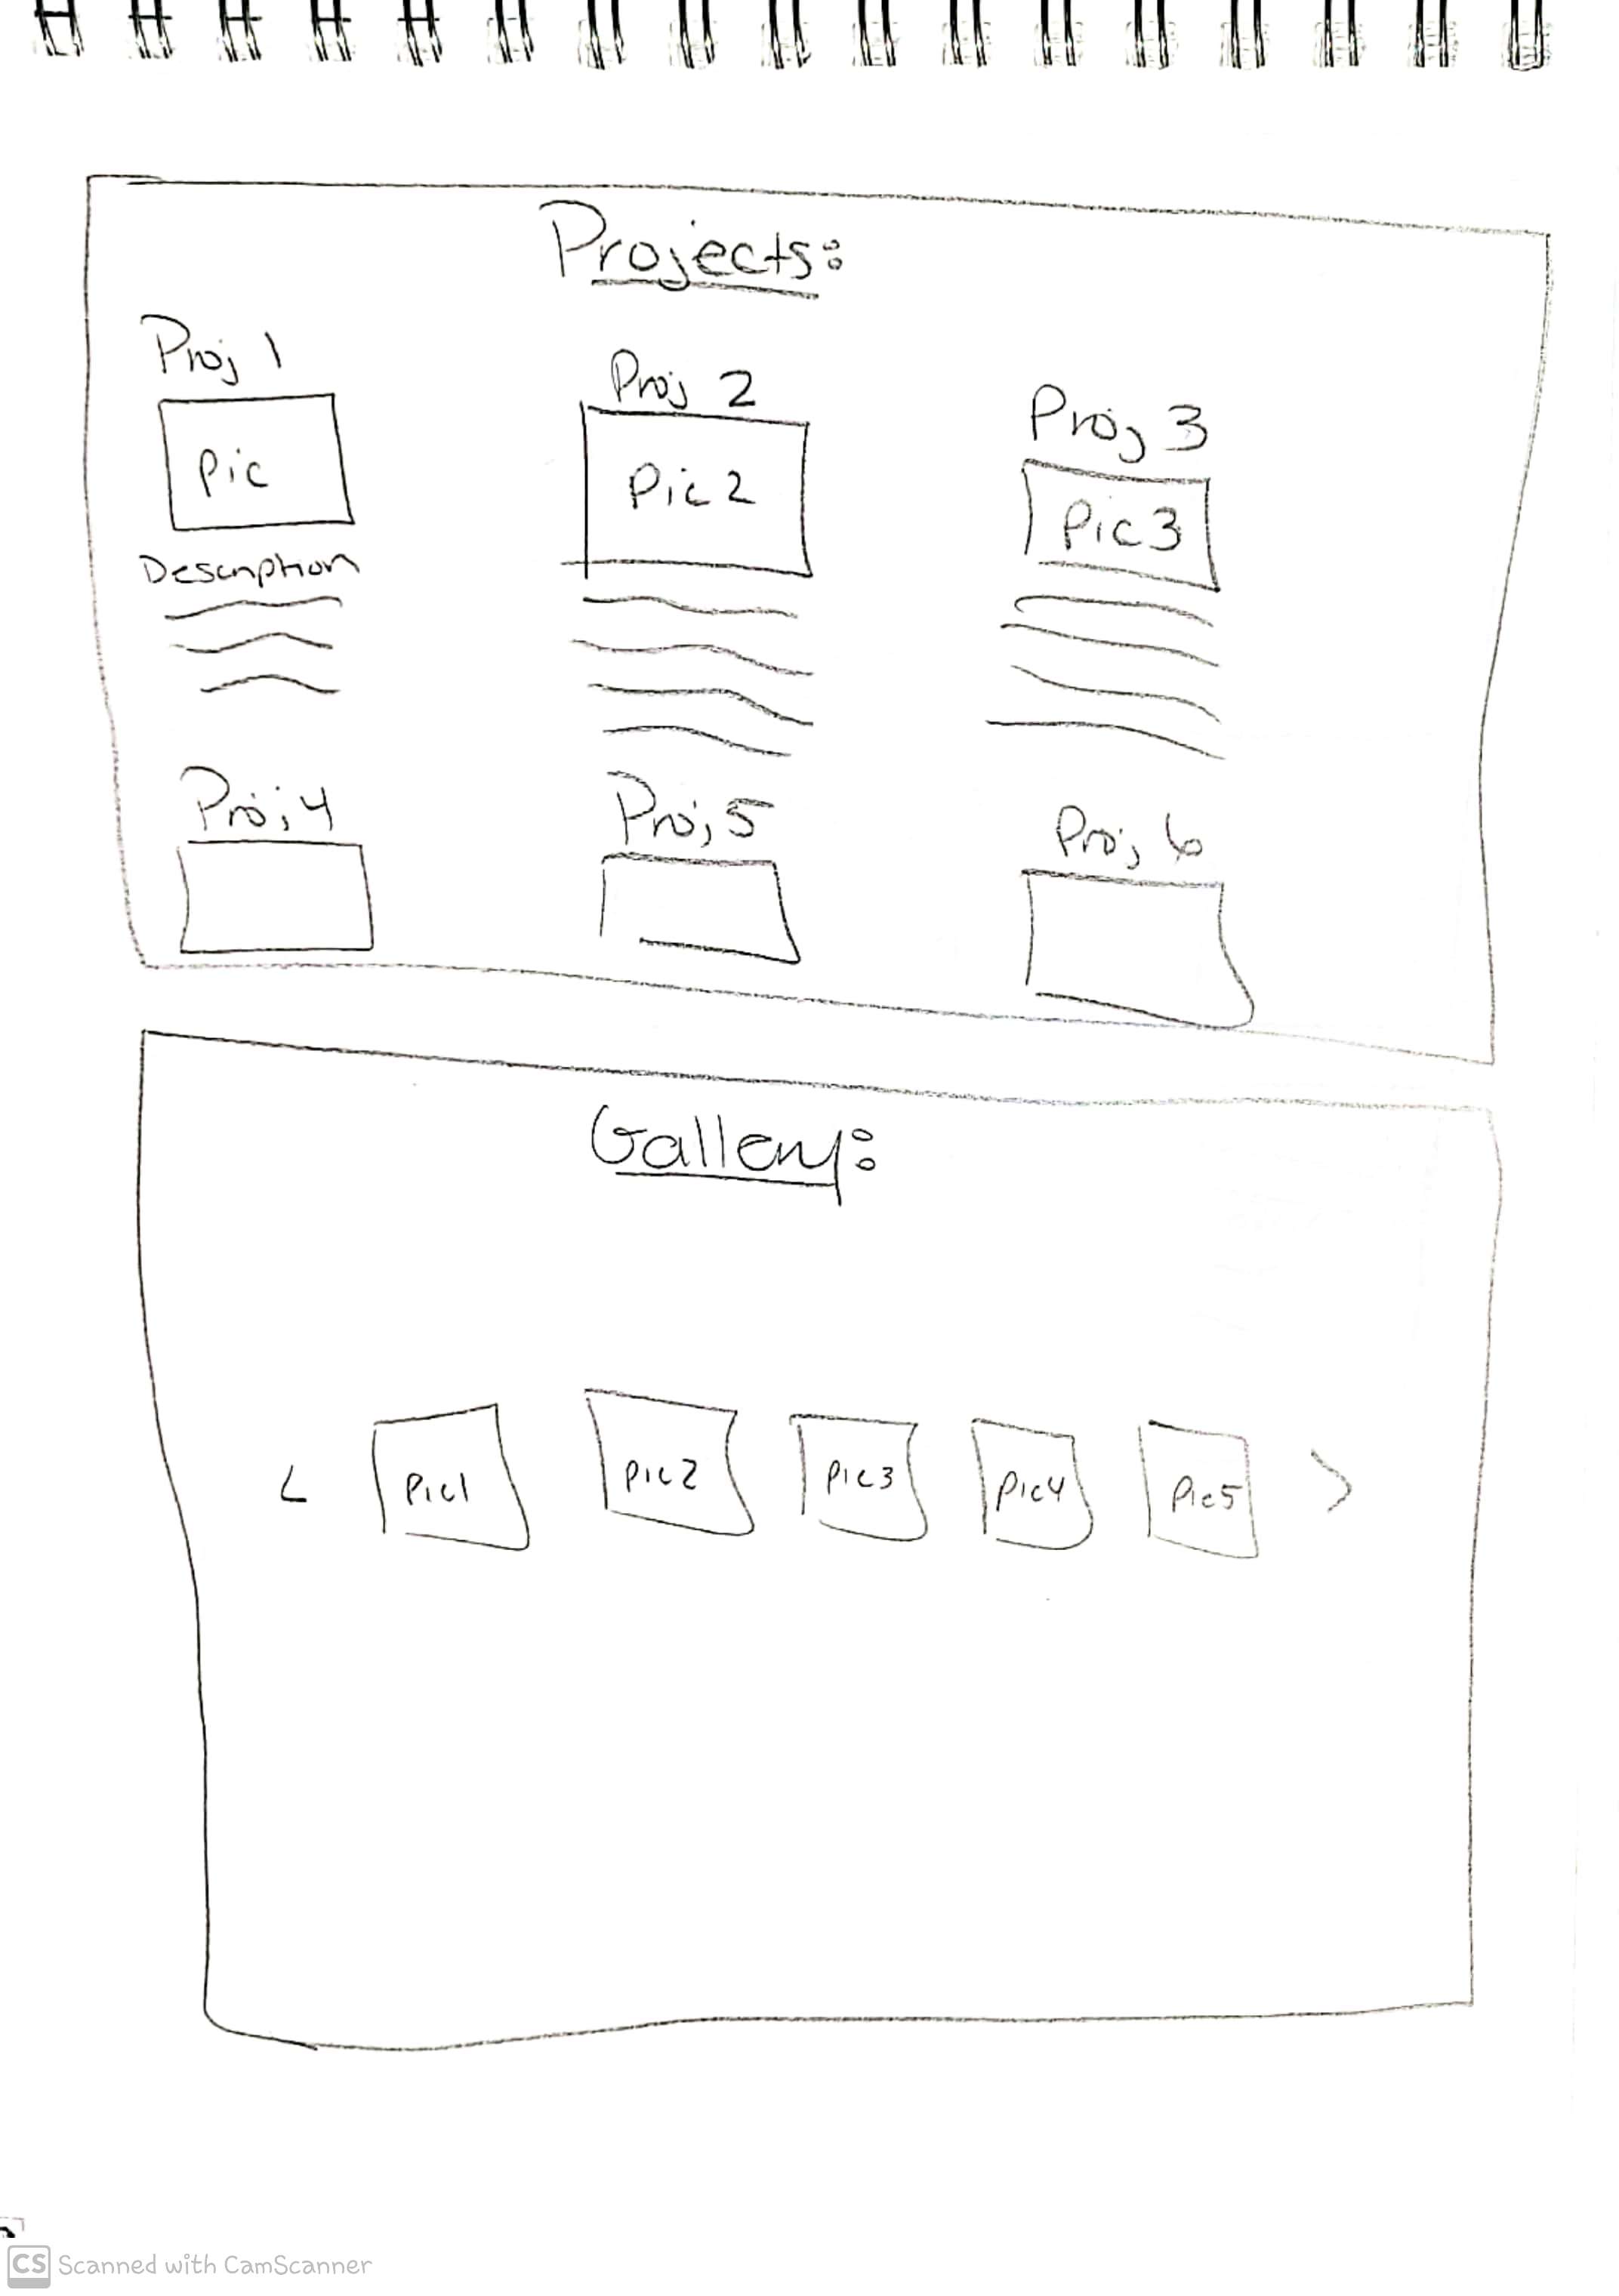 Projects:
Proj 1
Proj 2
Proj 3
Pic
Pic 2
Pic 3
Description
Proj 4
Proj 5
Proj 6
Gallery:
< Pic1 Pic2 Pic3 Pic4 Pic5 >
CS Scanned with CamScanner